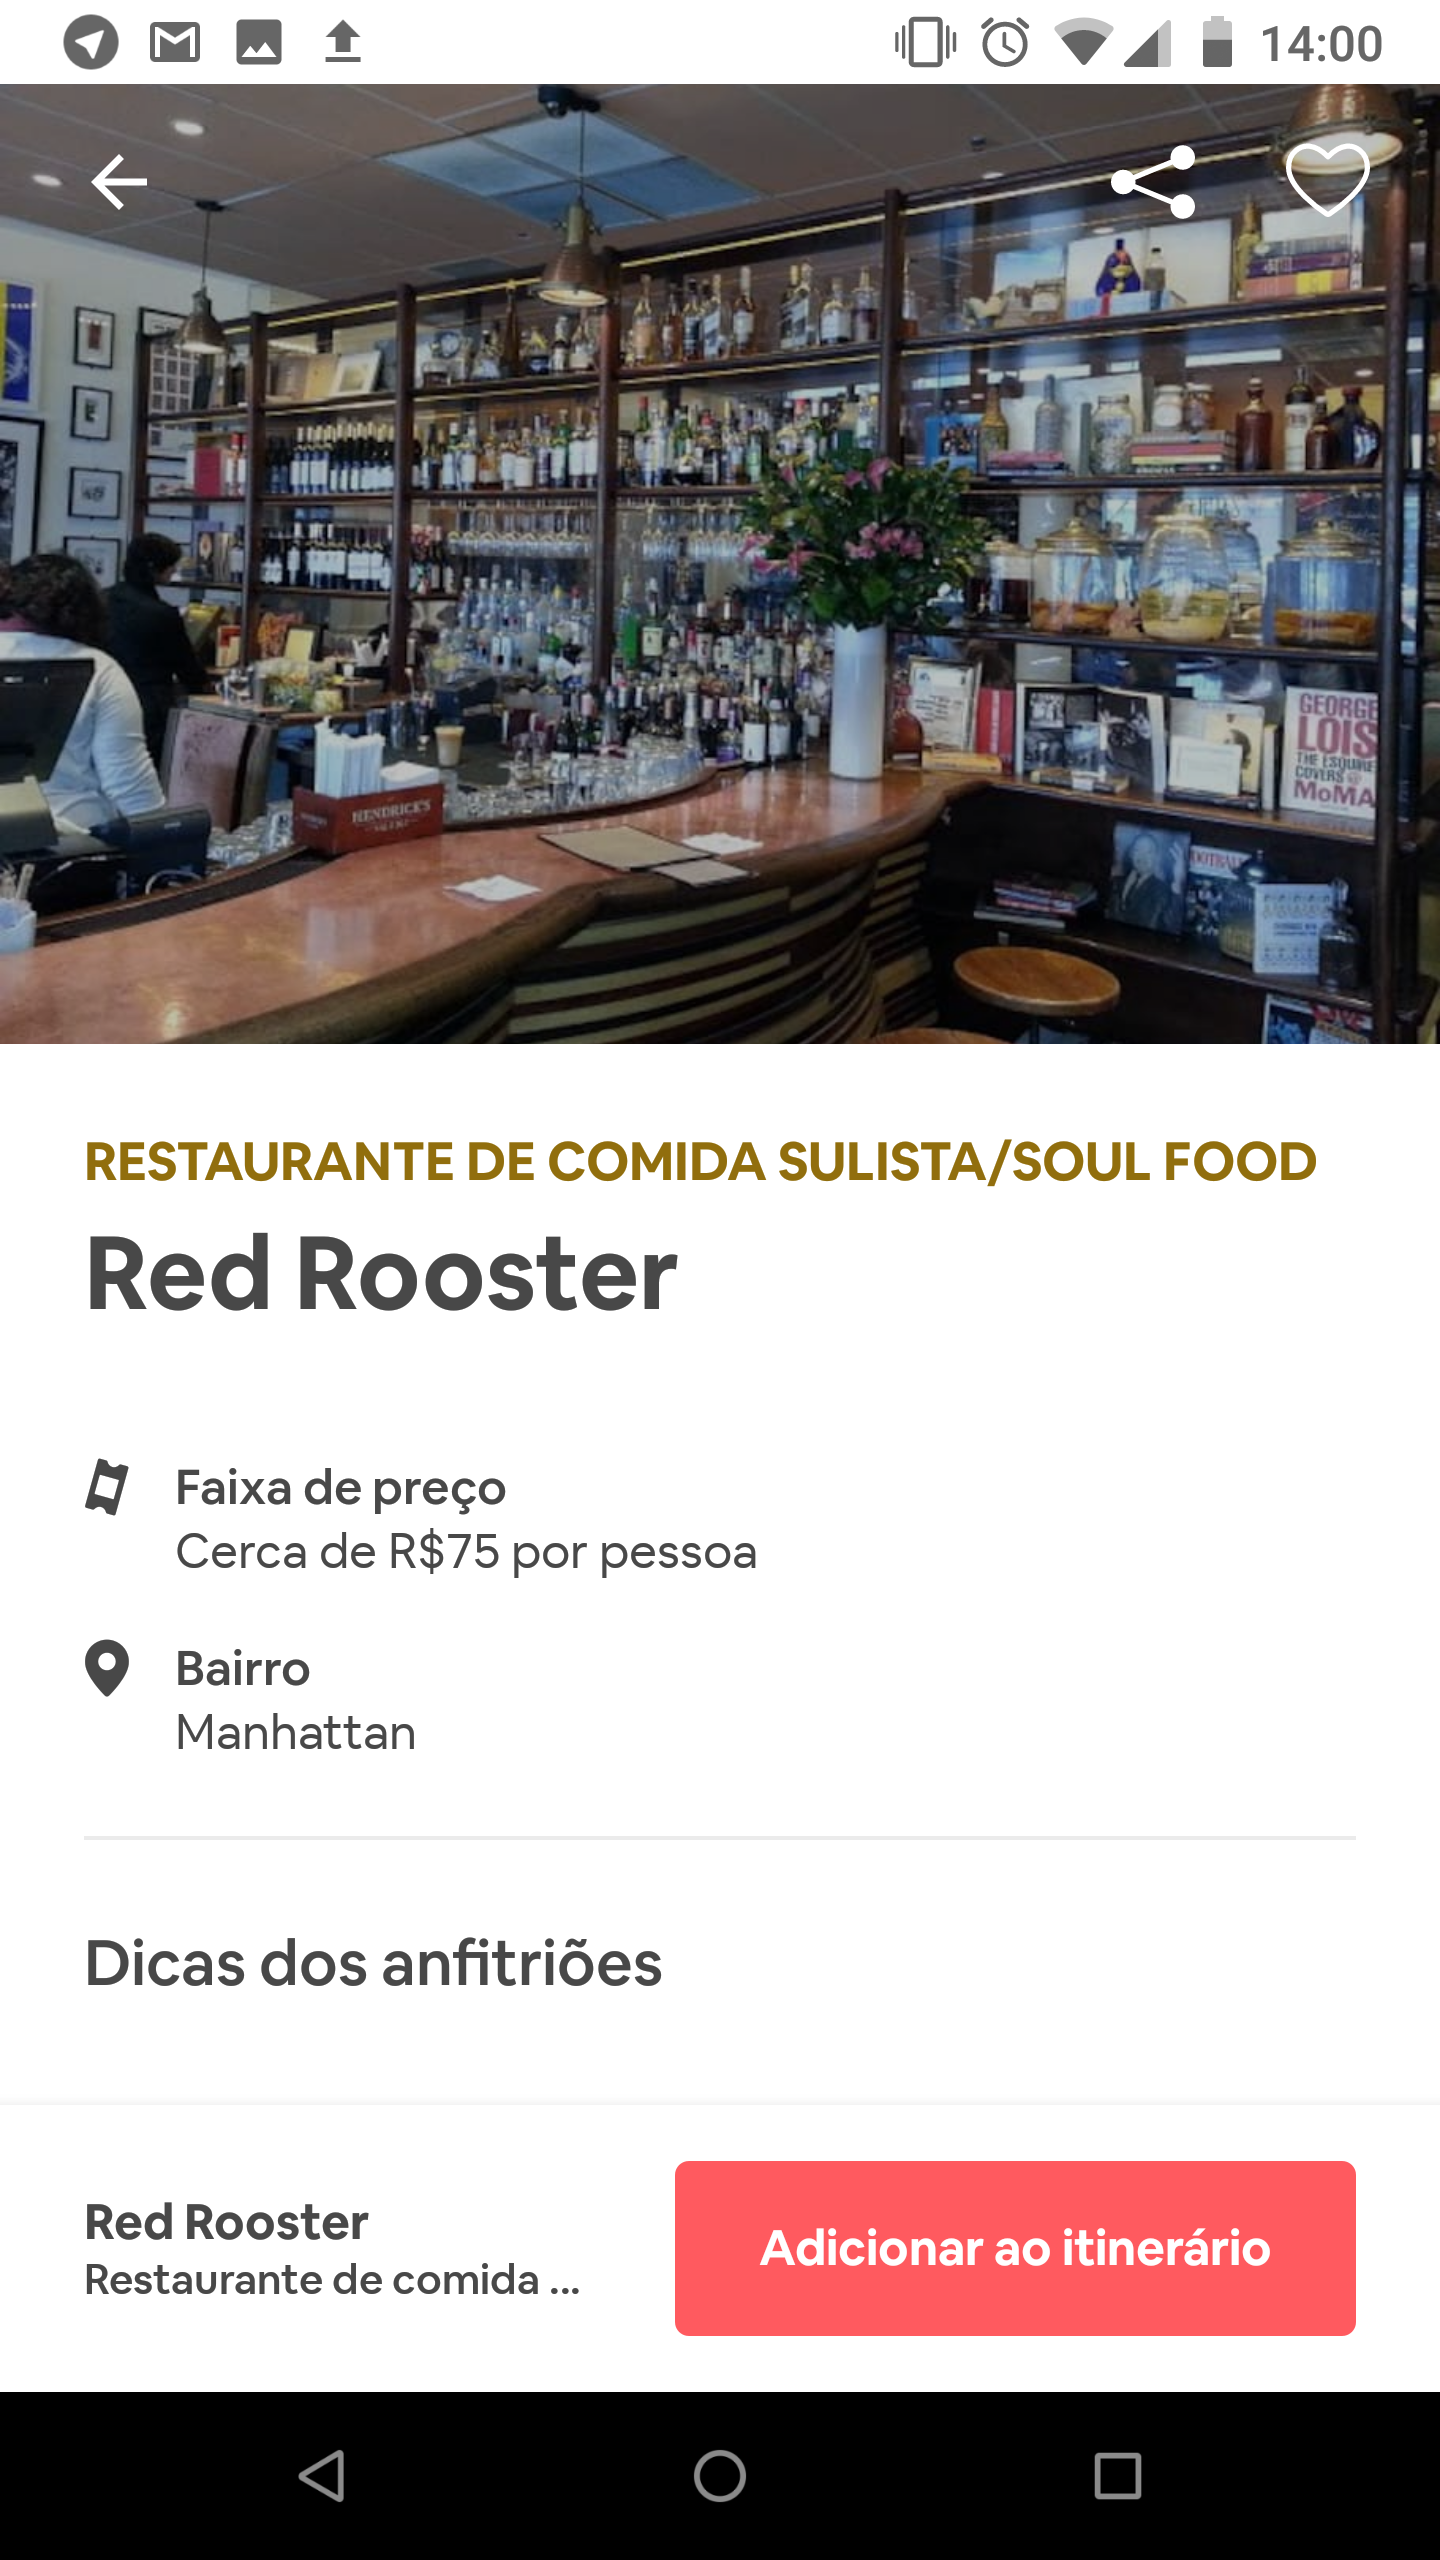 14:00
GEORGE
LOIS
THE ESQUIRE
COVERS @
MoMA
HENDRICK'S
RESTAURANTE DE COMIDA SULISTA/SOUL FOOD
Red Rooster
Faixa de preço
Cerca de R$75 por pessoa
Bairro
Manhattan
Dicas dos anfitriões
Red Rooster
Restaurante de comida ...
Adicionar ao itinerário